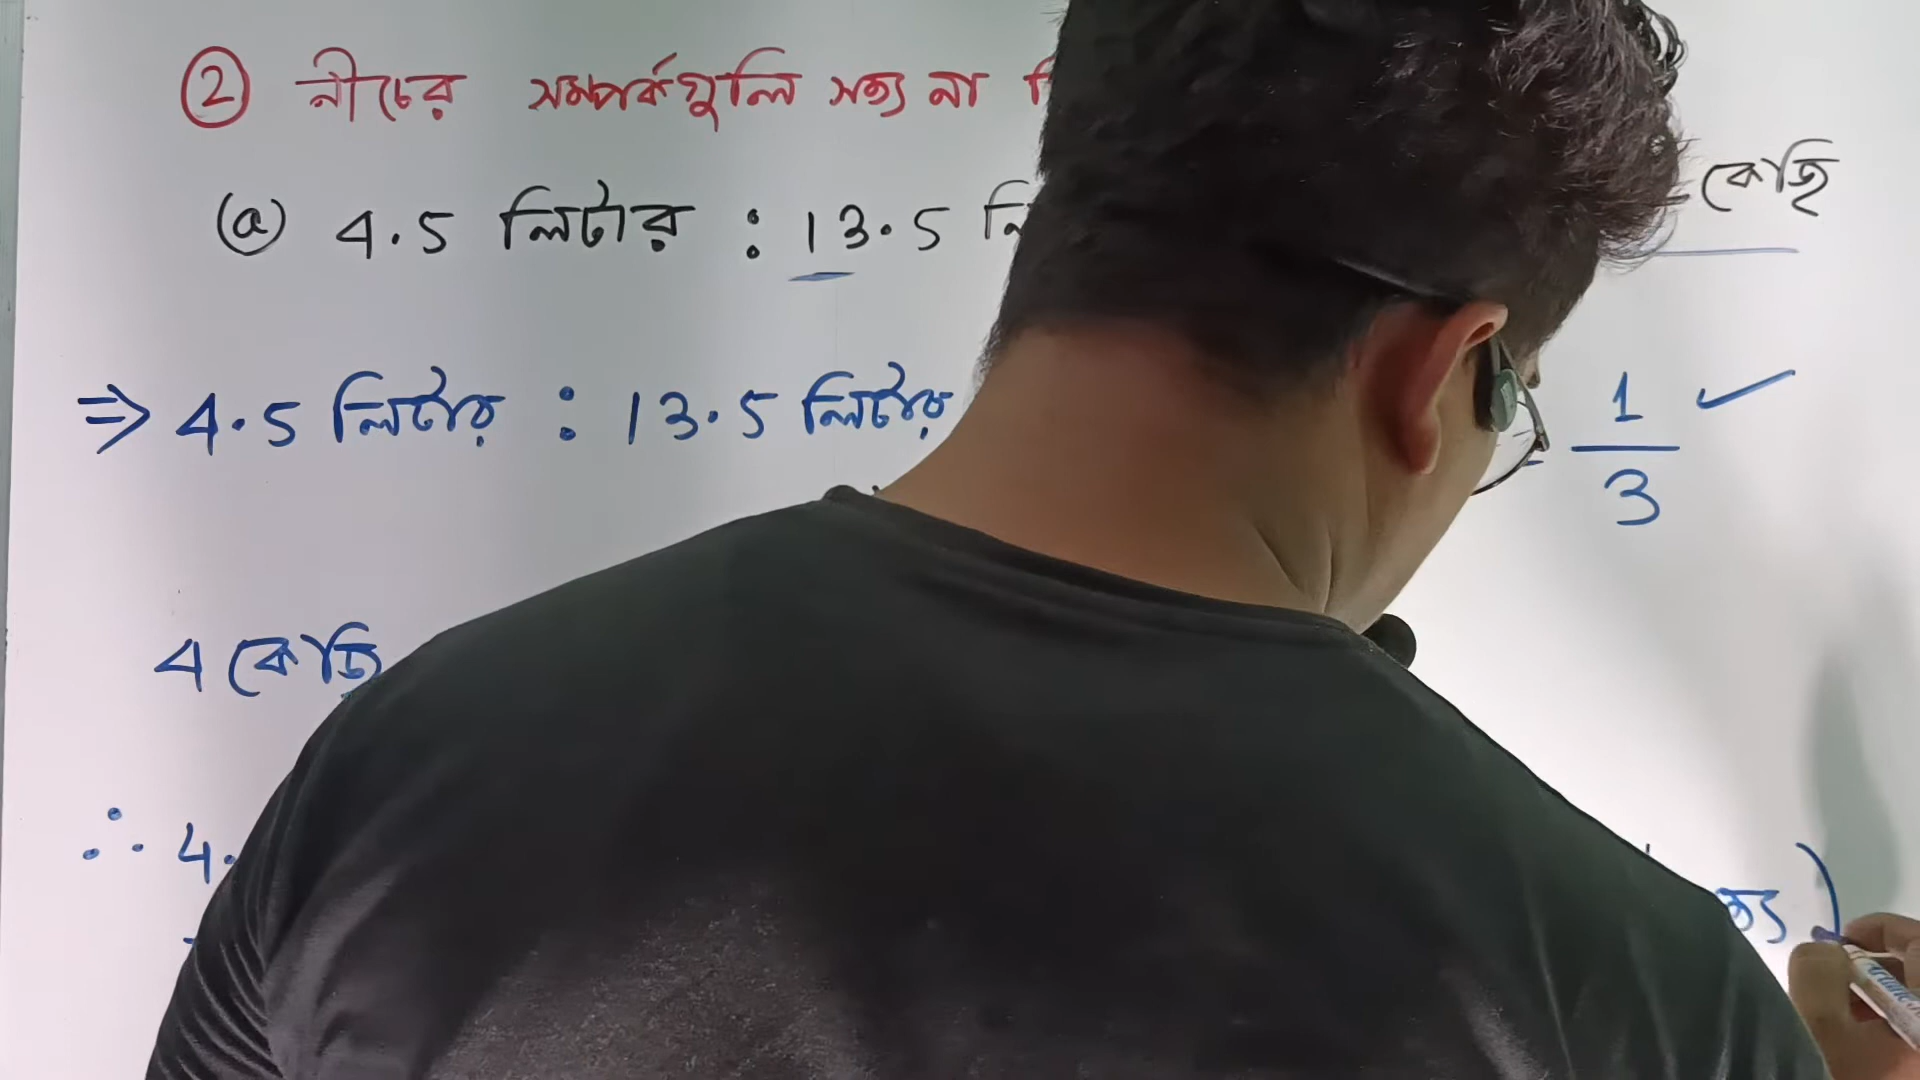 ② নীচের সম্পর্কগুলি সত্য না
(a) 4.5 লিটার : 13.5 কেজি
⇒ 4.5 লিটার : 13.5 লিটার = 1/3 ✓
4 কেজি
∴ 4.